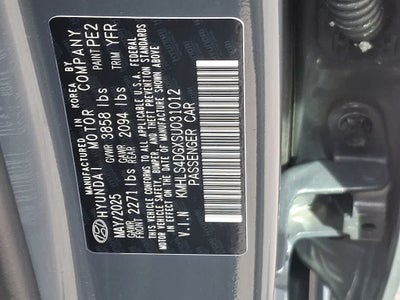 MANUFACTURED IN KOREA BY
HYUNDAI MOTOR COMPANY
MAY/2025 GVWR 3858 lbs PAINT PE2
GAWR FRONT 2271 lbs GAWR REAR 2094 lbs TRIM YFR
THIS VEHICLE CONFORMS TO ALL APPLICABLE U.S.A. FEDERAL
MOTOR VEHICLE SAFETY BUMPER, AND THEFT PREVENTION STANDARDS
IN EFFECT ON THE DATE OF MANUFACTURE SHOWN ABOVE.
V.I.N KMHLS4DGXSU031012
PASSENGER CAR